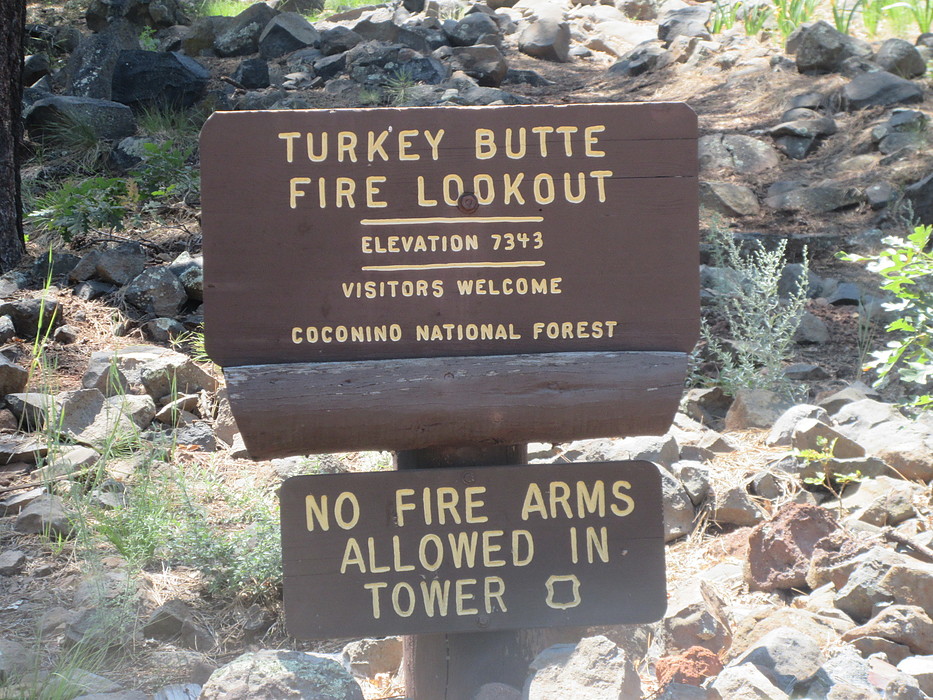 TURKEY BUTTE
FIRE LOOKOUT
ELEVATION 7343
VISITORS WELCOME
COCONINO NATIONAL FOREST
NO FIRE ARMS
ALLOWED IN
TOWER